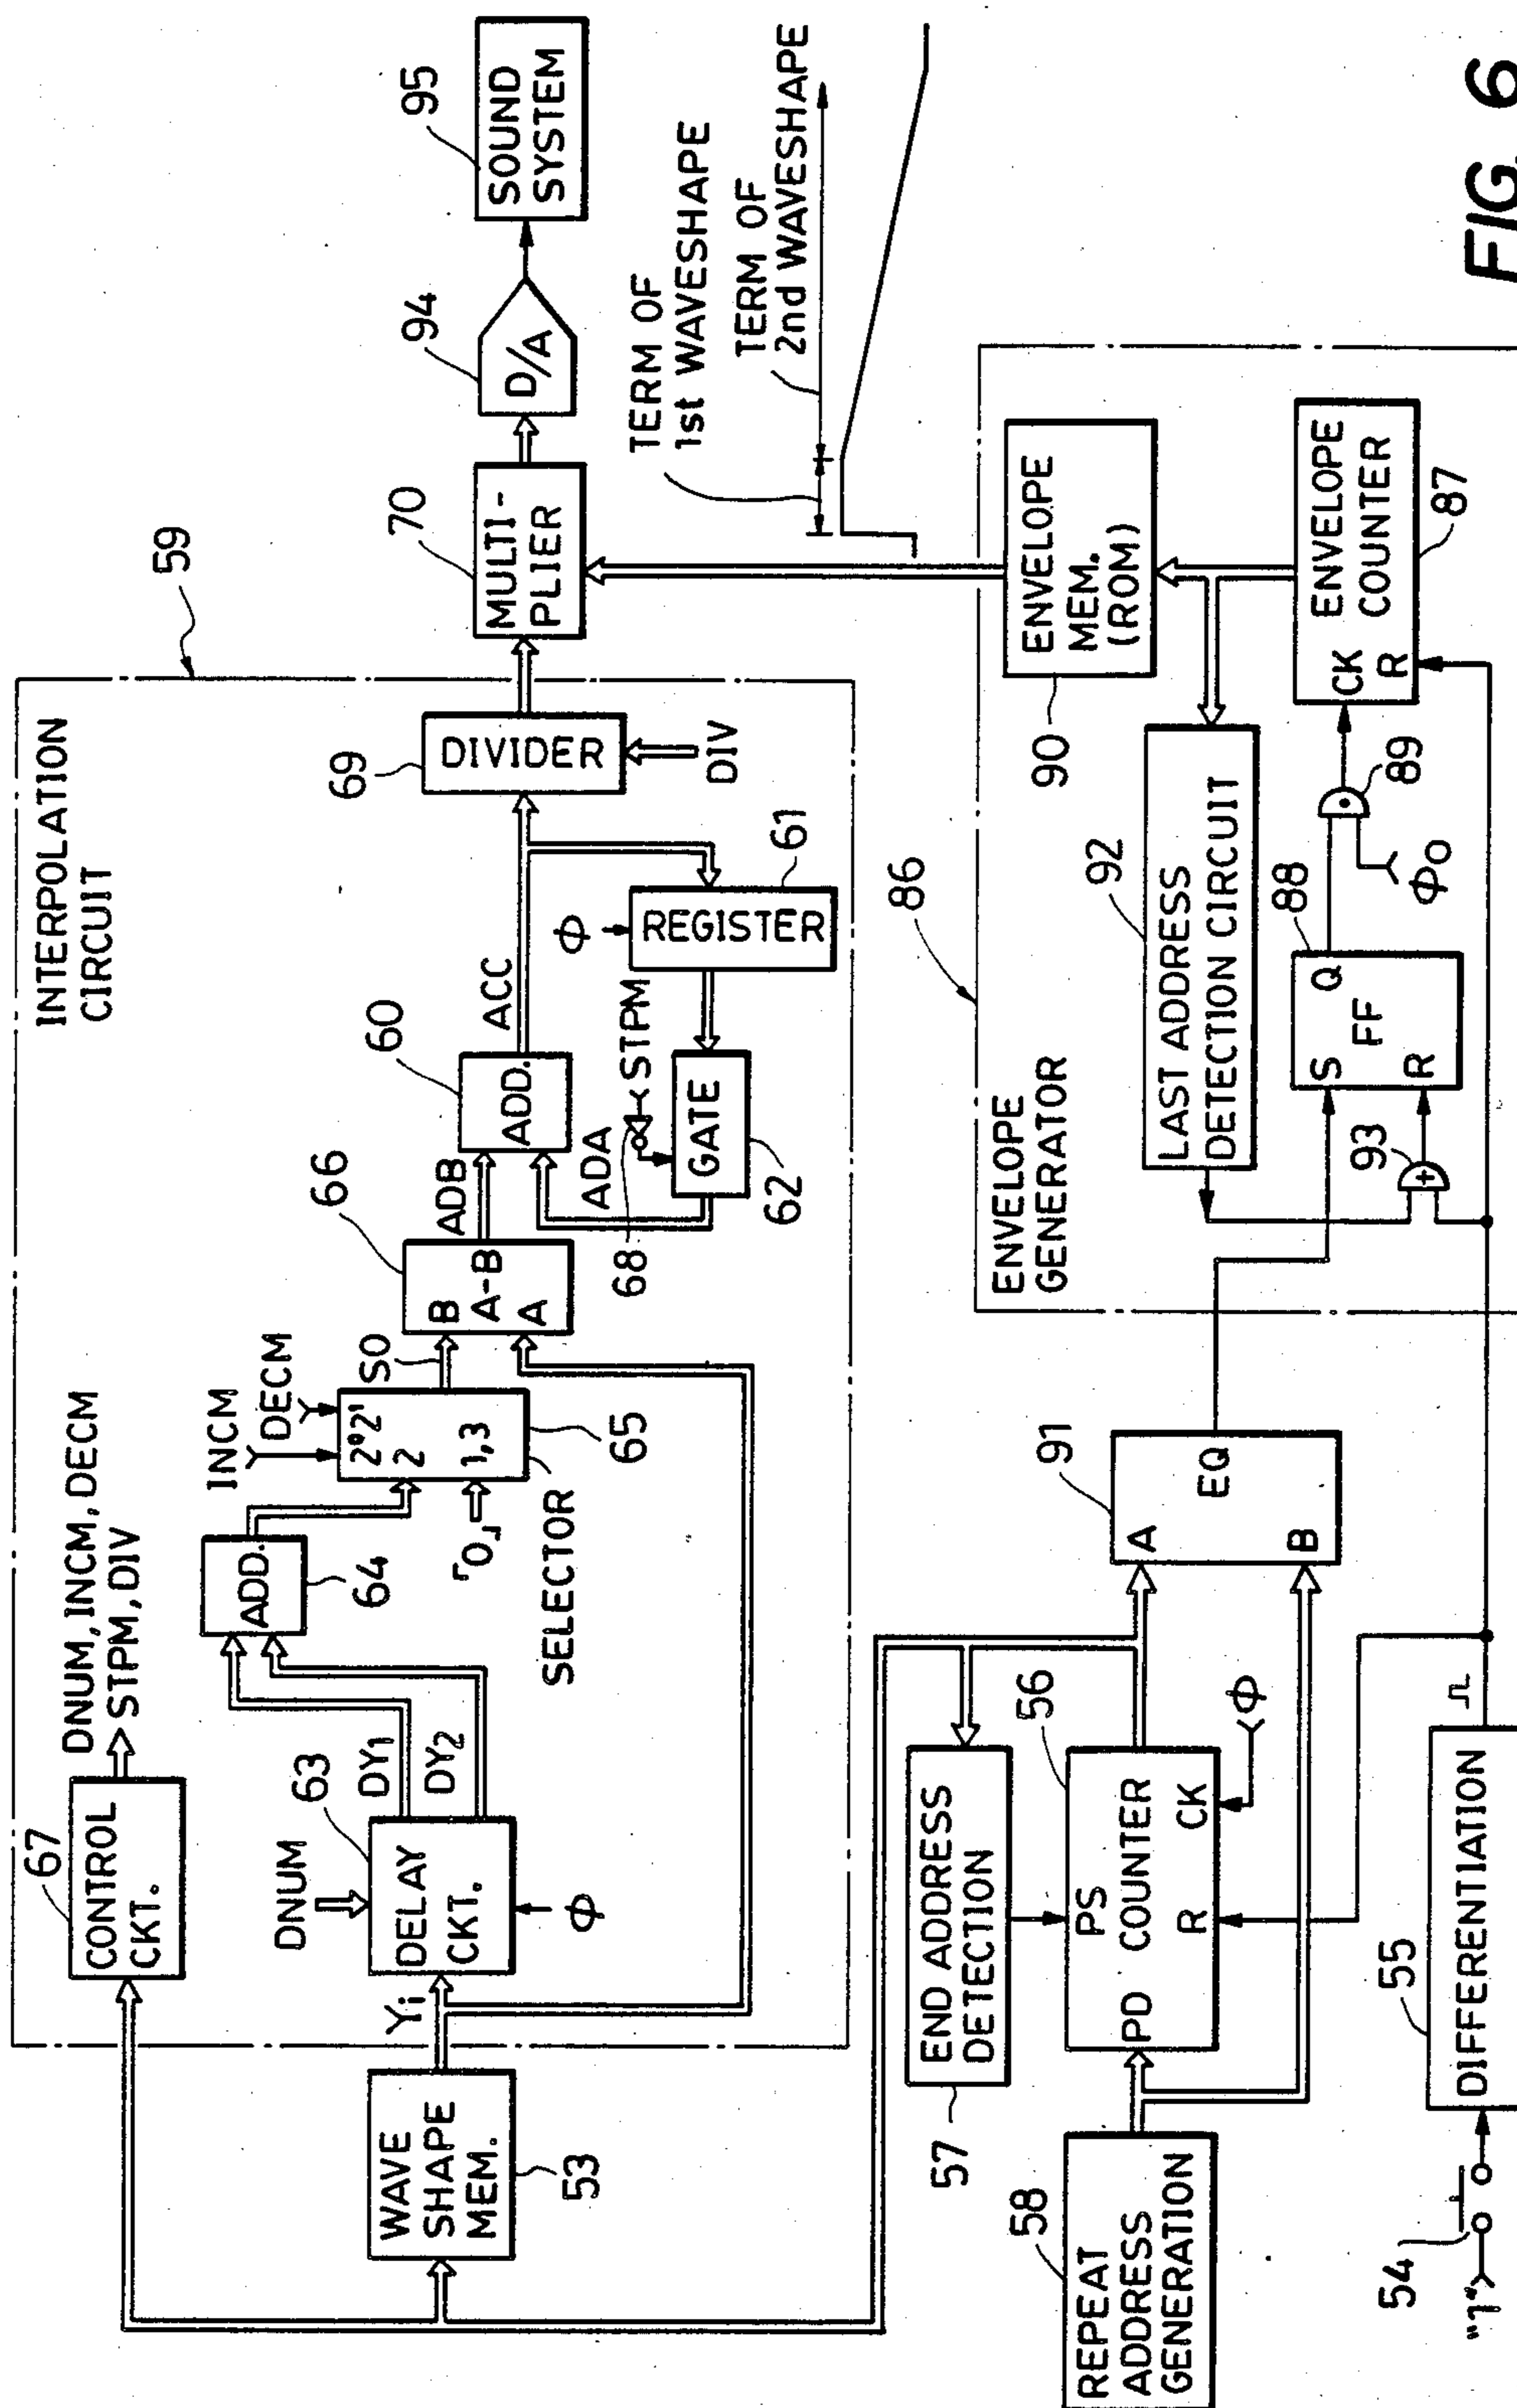 INTERPOLATION
CIRCUIT
59
67
CONTROL
CKT.
DNUM, INCM, DECM
STPM, DIV
DNUM
63
DELAY
CKT.
Φ
DY1
DY2
Yi
WAVE
SHAPE
MEM.
53
ADD.
64
INCM
DECM
2⁰2¹
2
1,3
「0」
SELECTOR
65
SO
66
B
A-B
A
ADB
60
ADD.
ADA
68
STPM
GATE
62
ACC
Φ
REGISTER
61
69
DIVIDER
DIV
70
MULTI-
PLIER
94
D/A
95
SOUND
SYSTEM
TERM OF
1st WAVESHAPE
TERM OF
2nd WAVESHAPE
END ADDRESS
DETECTION
57
56
PS
COUNTER
PD
R
CK
Φ
58
REPEAT
ADDRESS
GENERATION
54
"1"
55
DIFFERENTIATION
91
A
EQ
B
ENVELOPE
GENERATOR
86
LAST ADDRESS
DETECTION CIRCUIT
92
90
ENVELOPE
MEM.
(ROM)
93
+
88
S
Q
FF
R
89
Φ0
ENVELOPE
COUNTER
CK
R
87
FIG. 6